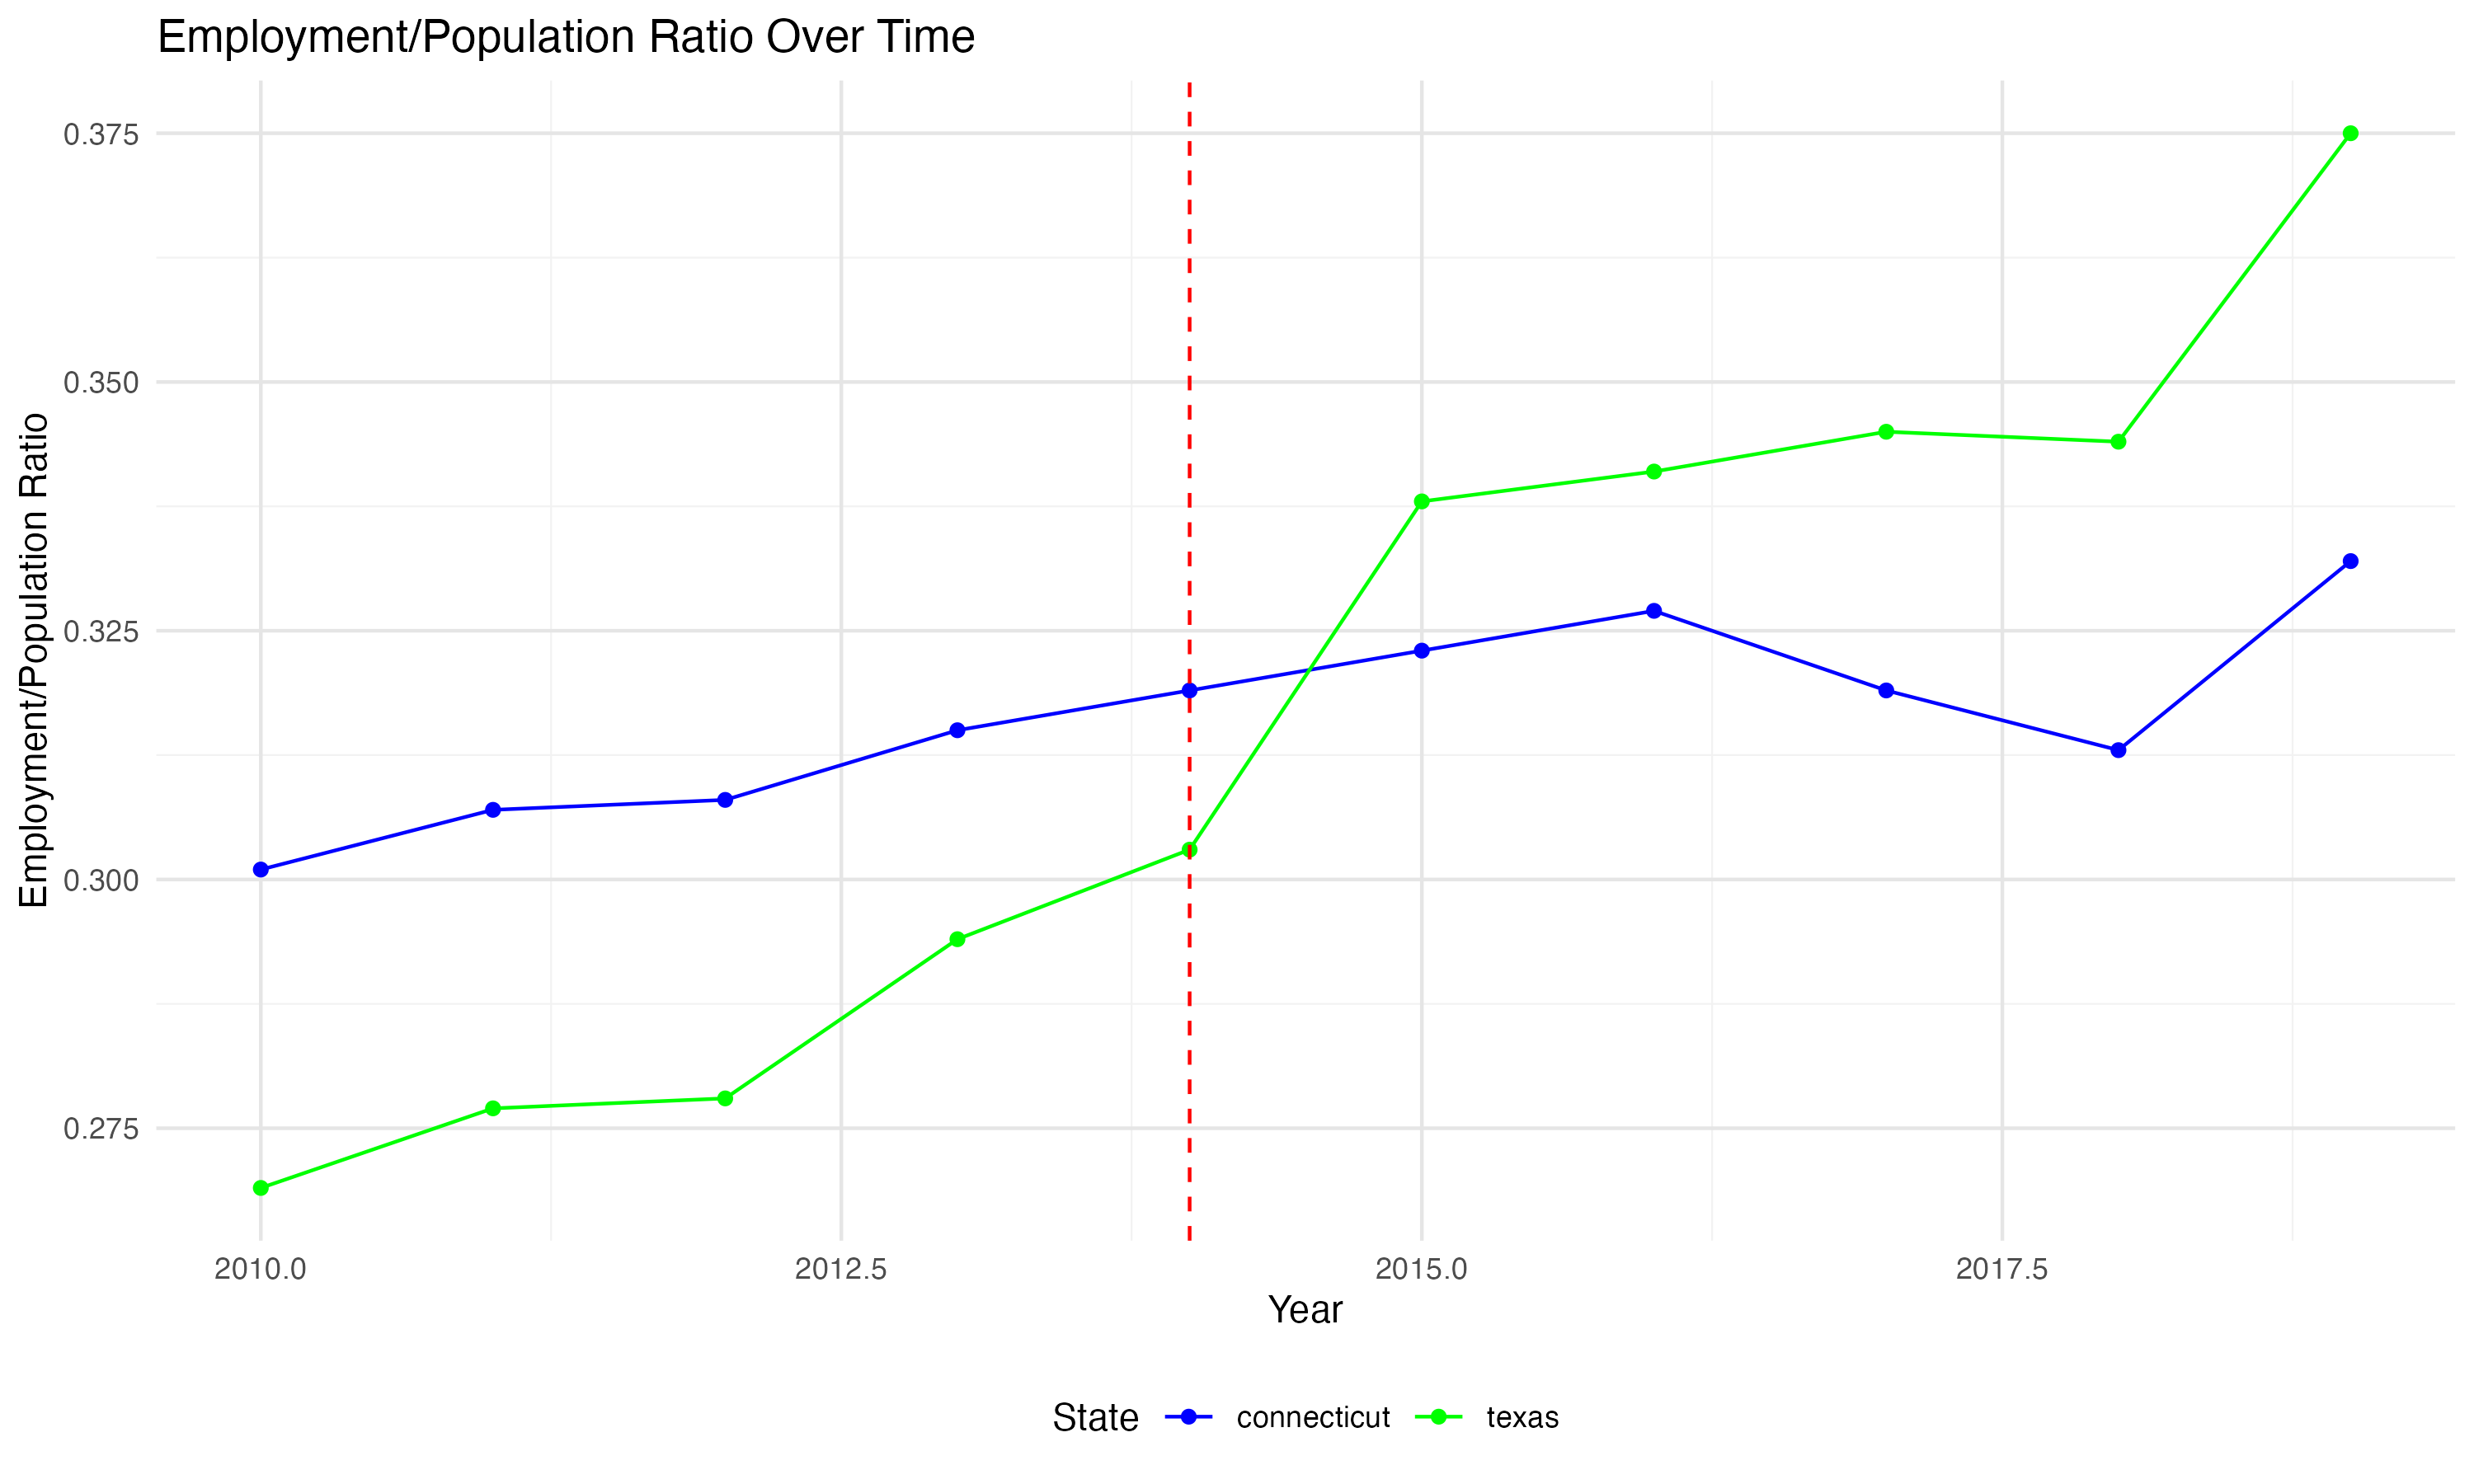 Employment/Population Ratio Over Time
Employment/Population Ratio
0.375
0.350
0.325
0.300
0.275
2010.0 2012.5 2015.0 2017.5
Year
State connecticut texas